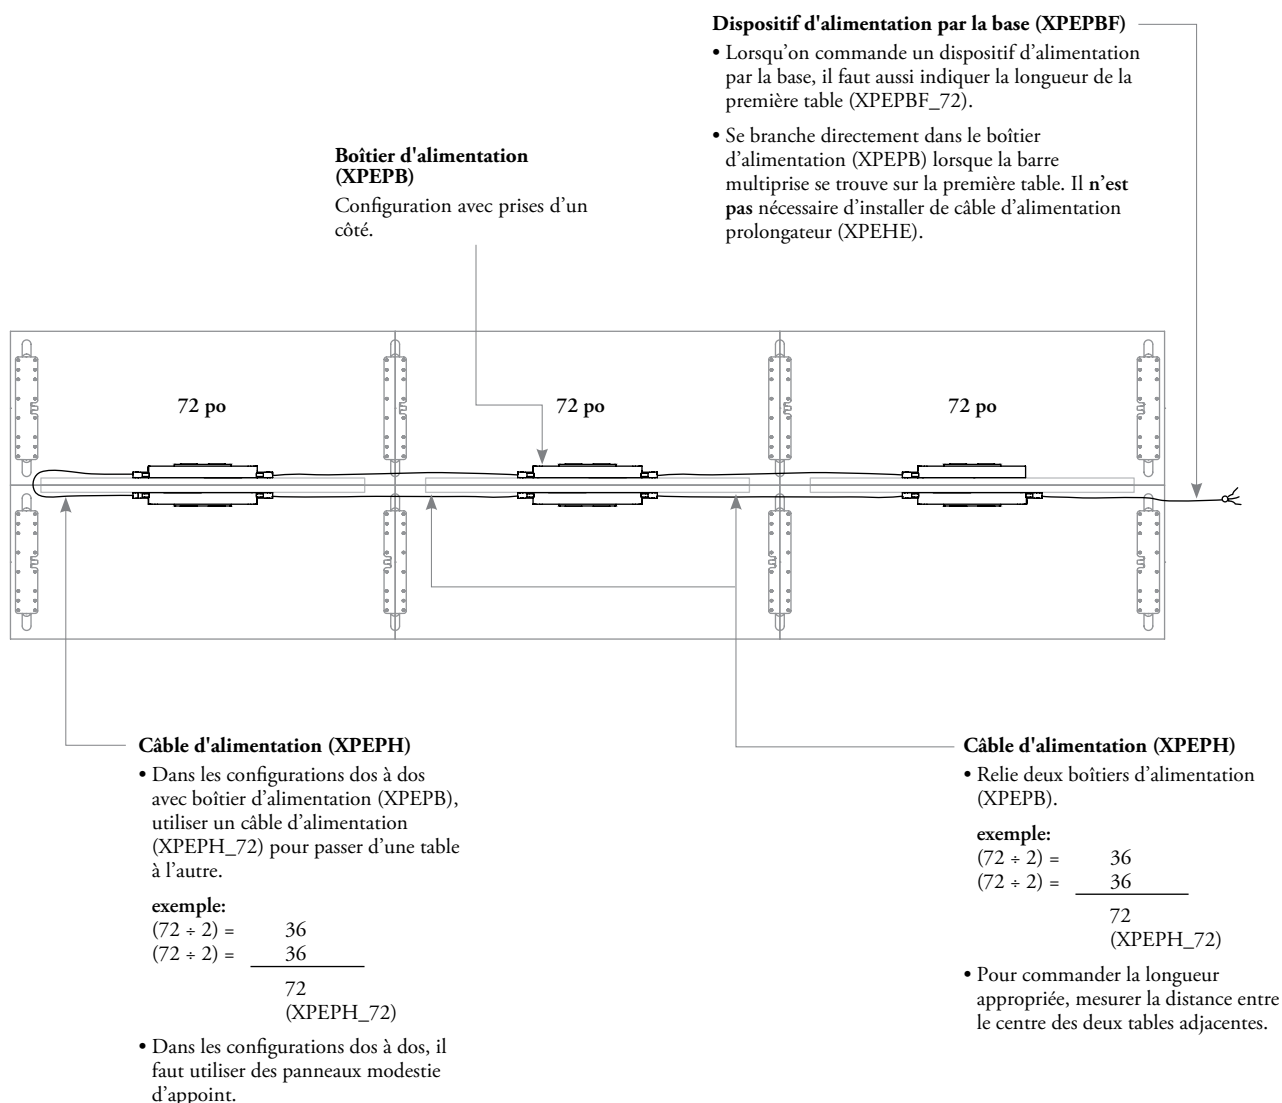 Dispositif d'alimentation par la base (XPEPBF)
• Lorsqu'on commande un dispositif d'alimentation
par la base, il faut aussi indiquer la longueur de la
première table (XPEPBF_72).
• Se branche directement dans le boîtier
d'alimentation (XPEPB) lorsque la barre
multiprise se trouve sur la première table. Il n'est
pas nécessaire d'installer de câble d'alimentation
prolongateur (XPEHE).
Boîtier d'alimentation
(XPEPB)
Configuration avec prises d'un
côté.
72 po
72 po
72 po
Câble d'alimentation (XPEPH)
• Dans les configurations dos à dos
avec boîtier d'alimentation (XPEPB),
utiliser un câble d'alimentation
(XPEPH_72) pour passer d'une table
à l'autre.
exemple:
(72 ÷ 2) = 36
(72 ÷ 2) = 36
72
(XPEPH_72)
• Dans les configurations dos à dos, il
faut utiliser des panneaux modestie
d'appoint.
Câble d'alimentation (XPEPH)
• Relie deux boîtiers d'alimentation
(XPEPB).
exemple:
(72 ÷ 2) = 36
(72 ÷ 2) = 36
72
(XPEPH_72)
• Pour commander la longueur
appropriée, mesurer la distance entre
le centre des deux tables adjacentes.